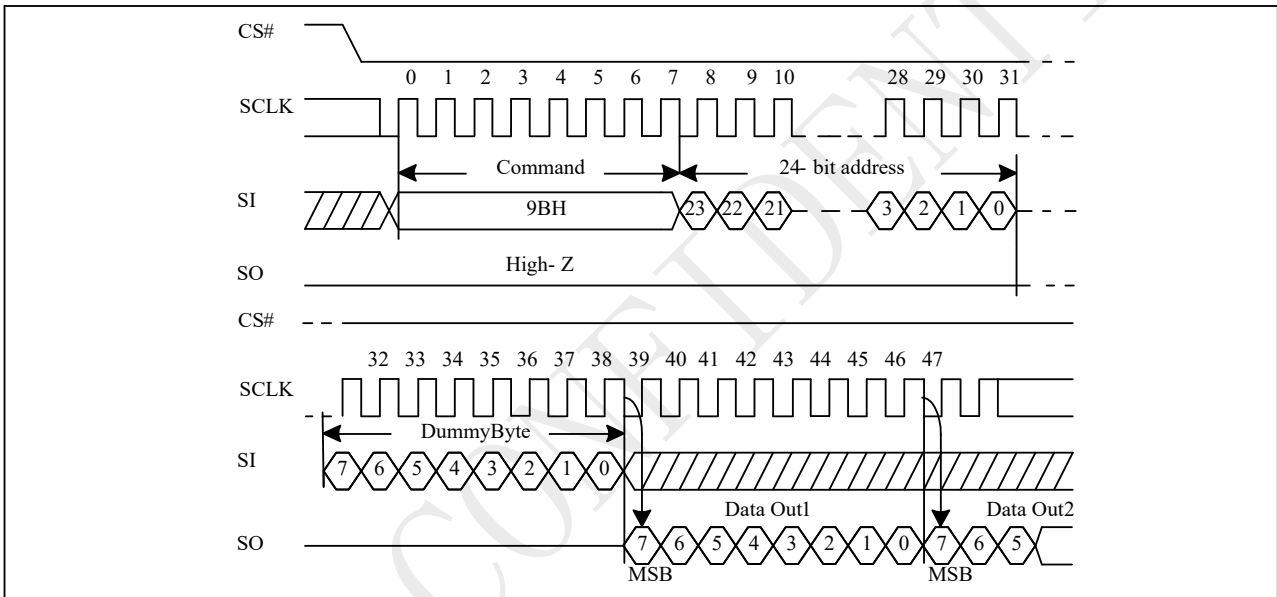 CS#
0 1 2 3 4 5 6 7 8 9 10 28 29 30 31
SCLK
Command 24- bit address
SI 9BH 23 22 21 3 2 1 0
SO High- Z
CS#
32 33 34 35 36 37 38 39 40 41 42 43 44 45 46 47
SCLK
DummyByte
SI 7 6 5 4 3 2 1 0
Data Out1 Data Out2
SO 7 6 5 4 3 2 1 0 7 6 5
MSB MSB